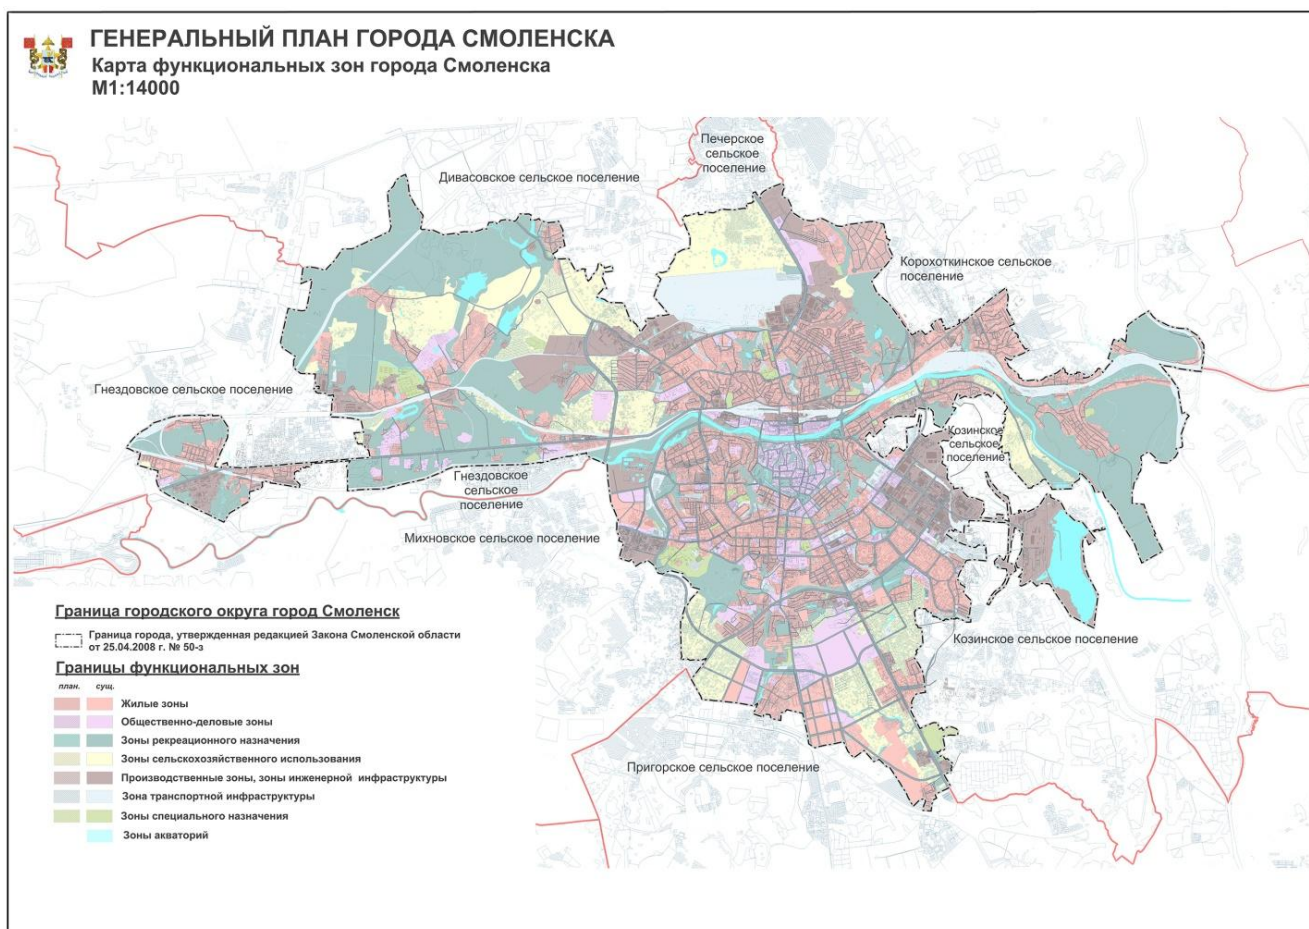 ГЕНЕРАЛЬНЫЙ ПЛАН ГОРОДА СМОЛЕНСКА
Карта функциональных зон города Смоленска
М1:14000
Печерское
сельское
поселение
Дивасовское сельское поселение
Корохоткинское сельское
поселение
Гнездовское сельское поселение
Козинское
сельское
поселение
Гнездовское
сельское
поселение
Михновское сельское поселение
Козинское сельское поселение
Пригорское сельское поселение
Граница городского округа город Смоленск
Граница города, утвержденная редакцией Закона Смоленской области
от 25.04.2008 г. № 50-з
Границы функциональных зон
план. сущ.
Жилые зоны
Общественно-деловые зоны
Зоны рекреационного назначения
Зоны сельскохозяйственного использования
Производственные зоны, зоны инженерной инфраструктуры
Зона транспортной инфраструктуры
Зоны специального назначения
Зоны акваторий